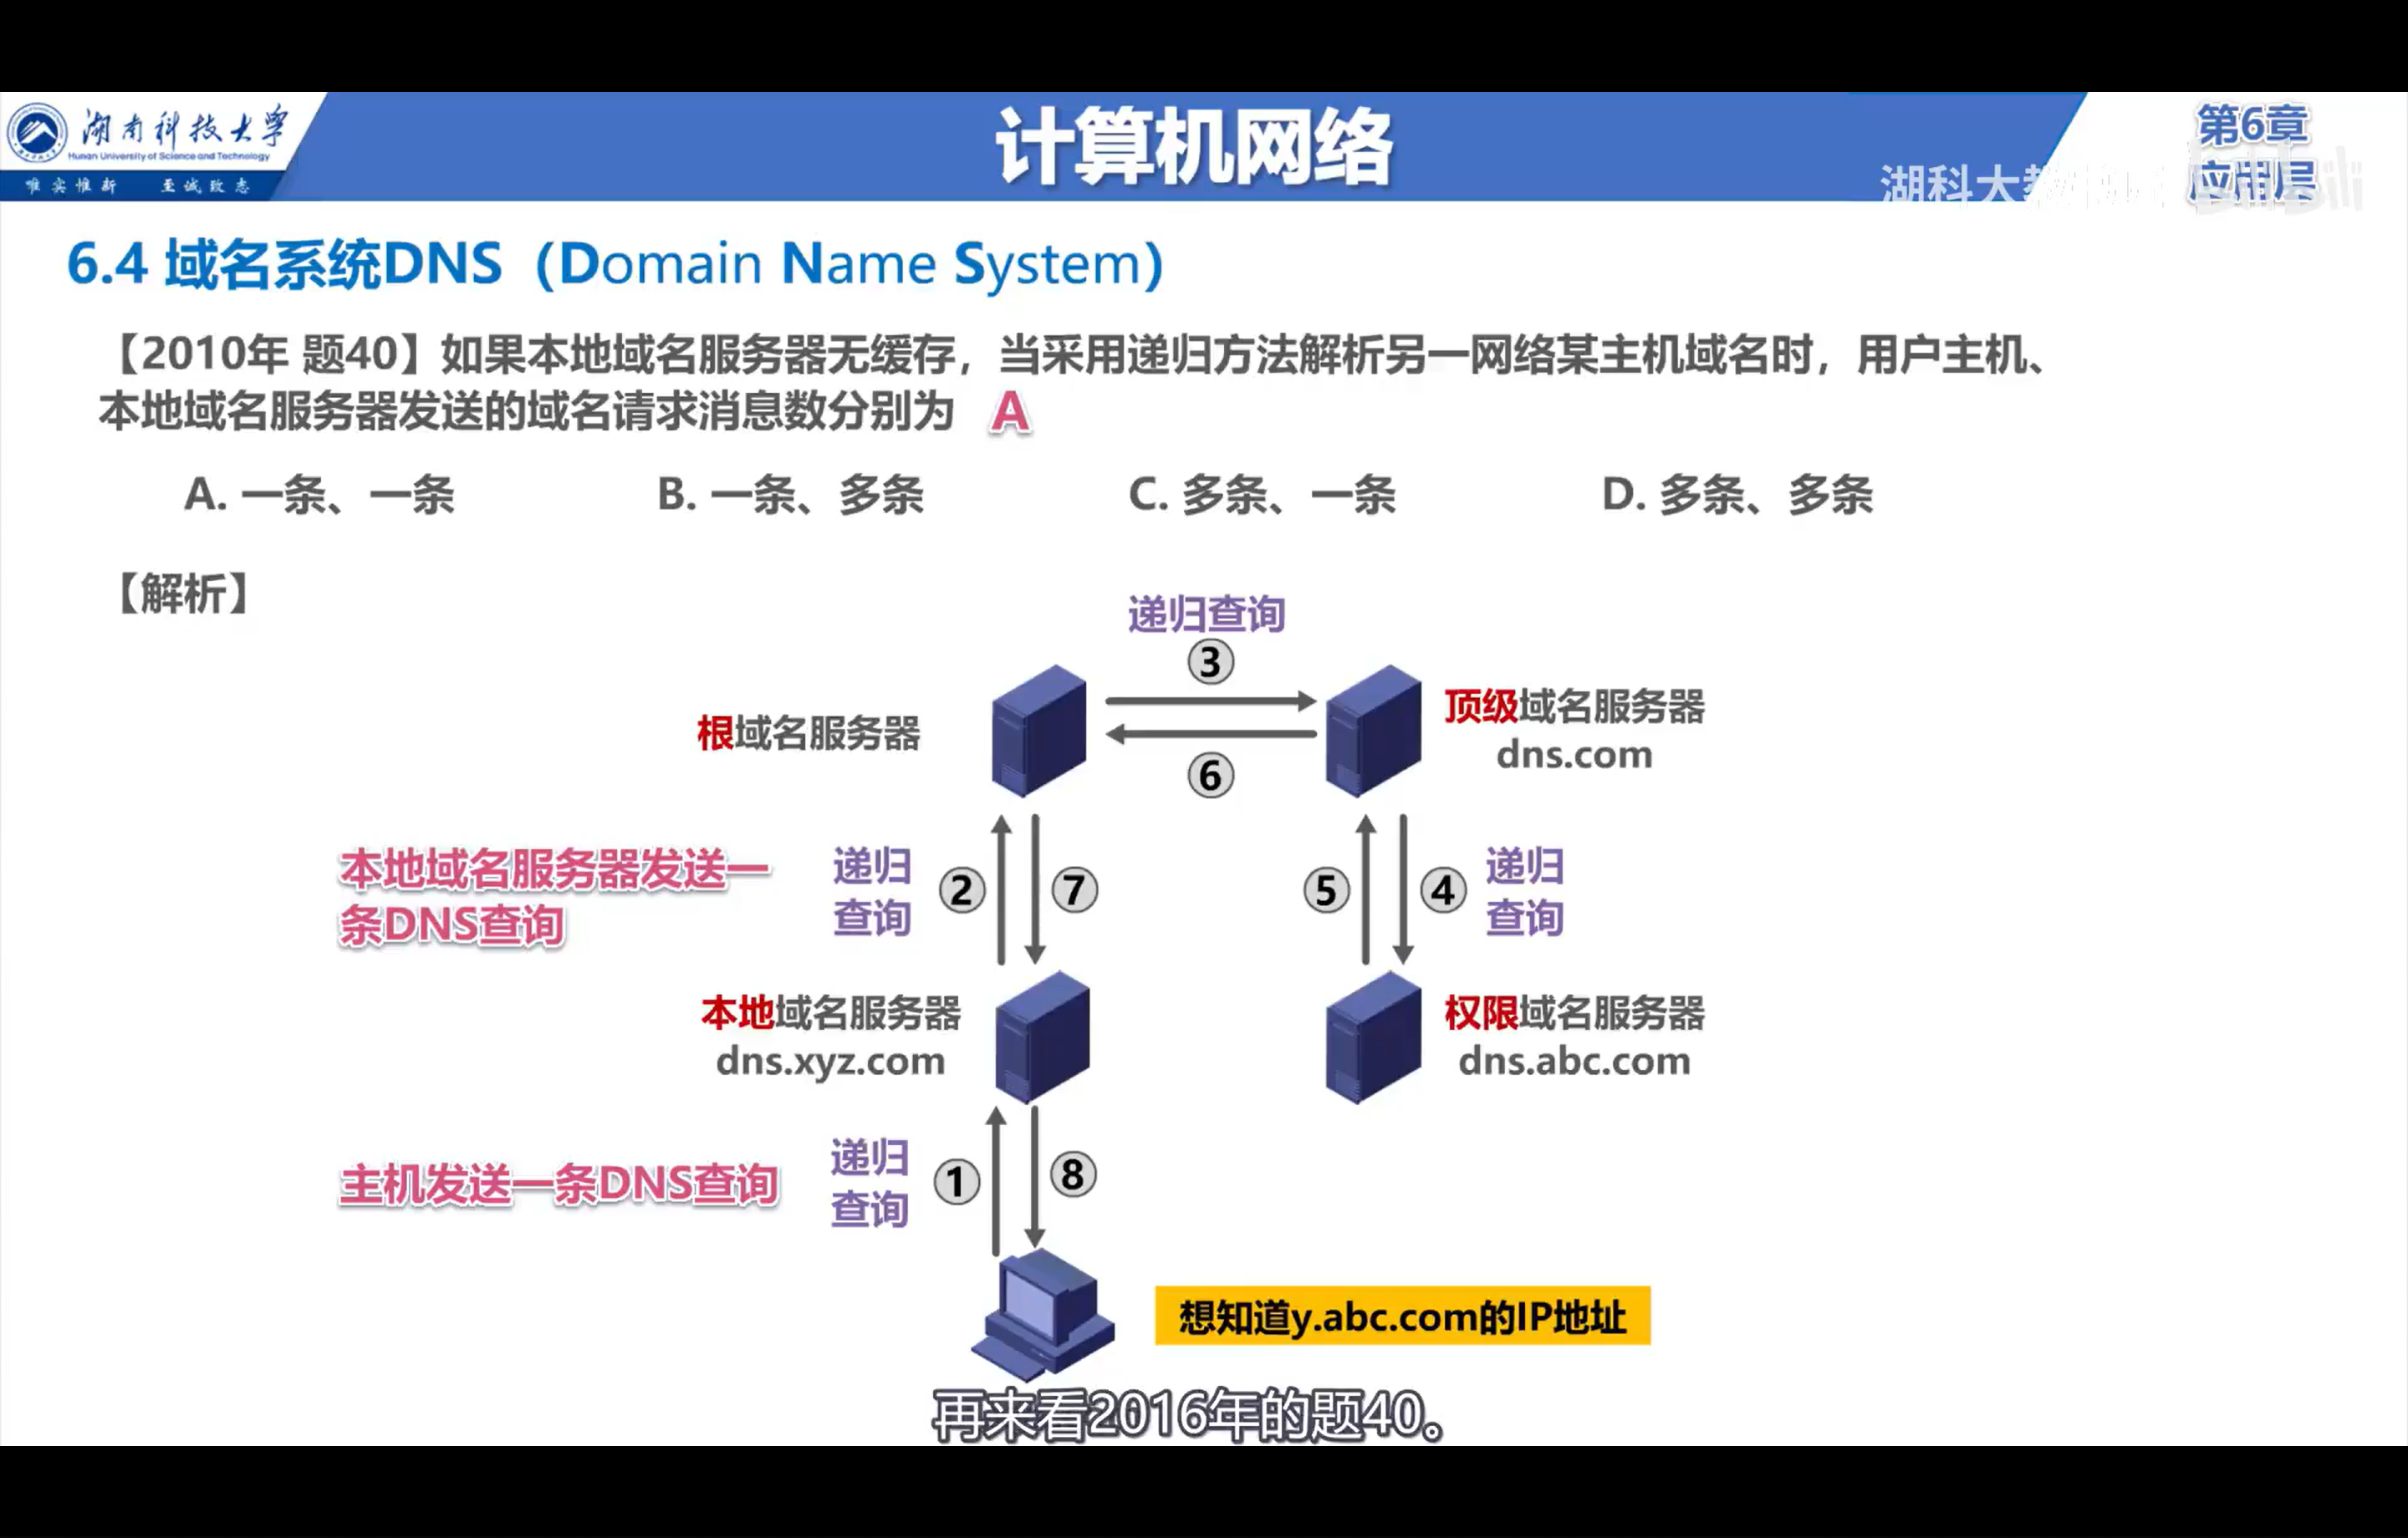 湖南科技大学
Hunan University of Science and Technology
唯实惟新 至诚致志
计算机网络
第6章
应用层
湖科大教
6.4 域名系统DNS（Domain Name System）
【2010年 题40】如果本地域名服务器无缓存，当采用递归方法解析另一网络某主机域名时，用户主机、
本地域名服务器发送的域名请求消息数分别为 A
A. 一条、一条 B. 一条、多条 C. 多条、一条 D. 多条、多条
【解析】
递归查询
③
根域名服务器
顶级域名服务器
dns.com
⑥
本地域名服务器发送一
条DNS查询
递归
查询
②
⑦
⑤
④
递归
查询
本地域名服务器
dns.xyz.com
权限域名服务器
dns.abc.com
主机发送一条DNS查询
递归
查询
①
⑧
想知道y.abc.com的IP地址
再来看2016年的题40。